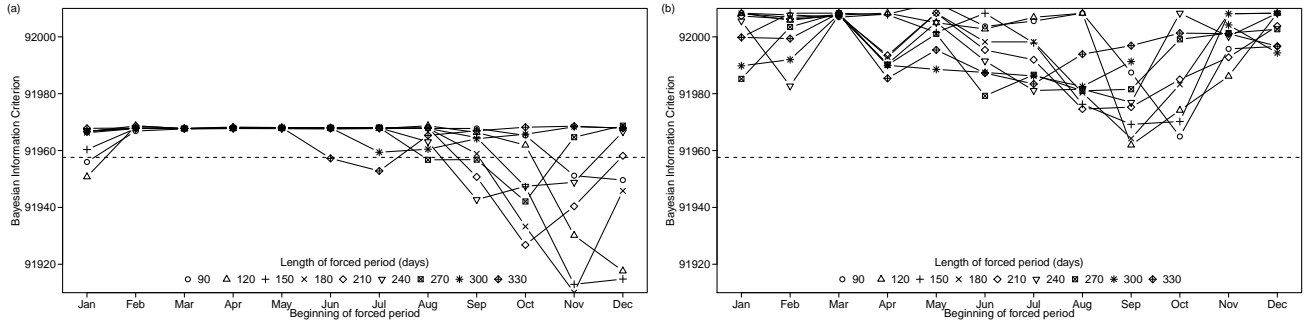 (a)
Bayesian Information Criterion
92000
91980
91960
91940
91920
Length of forced period (days)
90 120 150 180 210 240 270 300 330
Jan Feb Mar Apr May Jun Jul Aug Sep Oct Nov Dec
Beginning of forced period
(b)
Bayesian Information Criterion
92000
91980
91960
91940
91920
Length of forced period (days)
90 120 150 180 210 240 270 300 330
Jan Feb Mar Apr May Jun Jul Aug Sep Oct Nov Dec
Beginning of forced period